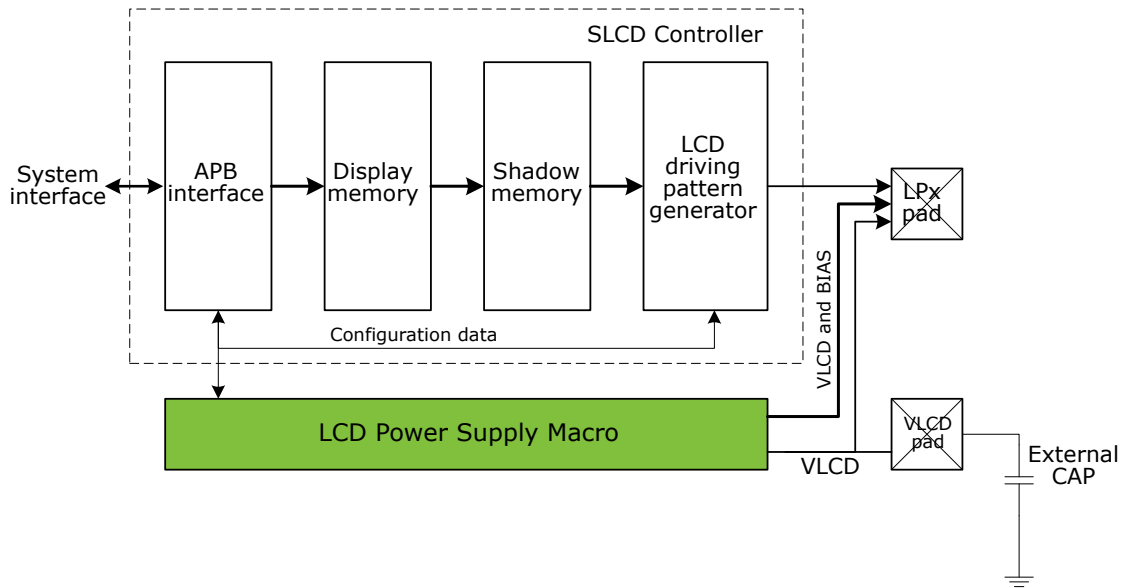 SLCD Controller
System
interface
APB
interface
Display
memory
Shadow
memory
LCD
driving
pattern
generator
LPx
pad
Configuration data
VLCD and BIAS
LCD Power Supply Macro
VLCD
VLCD
pad
External
CAP